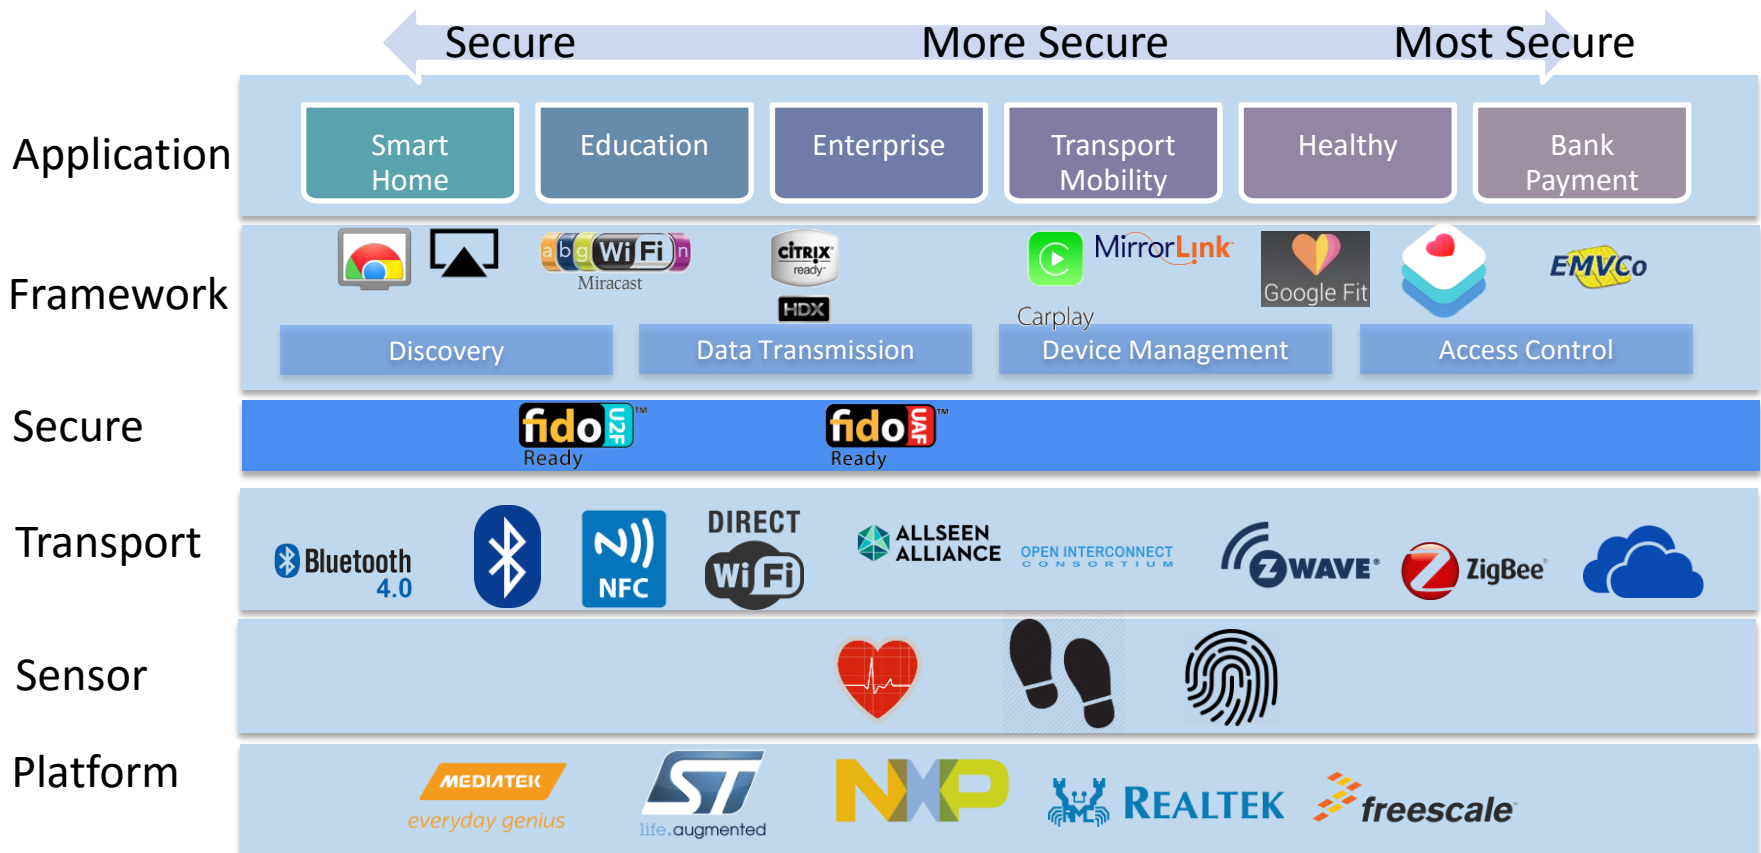 Secure
More Secure
Most Secure
Application
Smart
Home
Education
Enterprise
Transport
Mobility
Healthy
Bank
Payment
Framework
a b g Wi Fi n
Miracast
CITRIX
ready
HDX
Carplay
MirrorLink
Google Fit
EMVCo
Discovery
Data Transmission
Device Management
Access Control
Secure
fido U2F ™
Ready
fido UAF ™
Ready
Transport
Bluetooth
4.0
NFC
DIRECT
Wi Fi
ALLSEEN
ALLIANCE
OPEN INTERCONNECT
CONSORTIUM
Z WAVE®
ZigBee®
Sensor
Platform
MEDIATEK
everyday genius
ST
life.augmented
NXP
REALTEK
freescale™